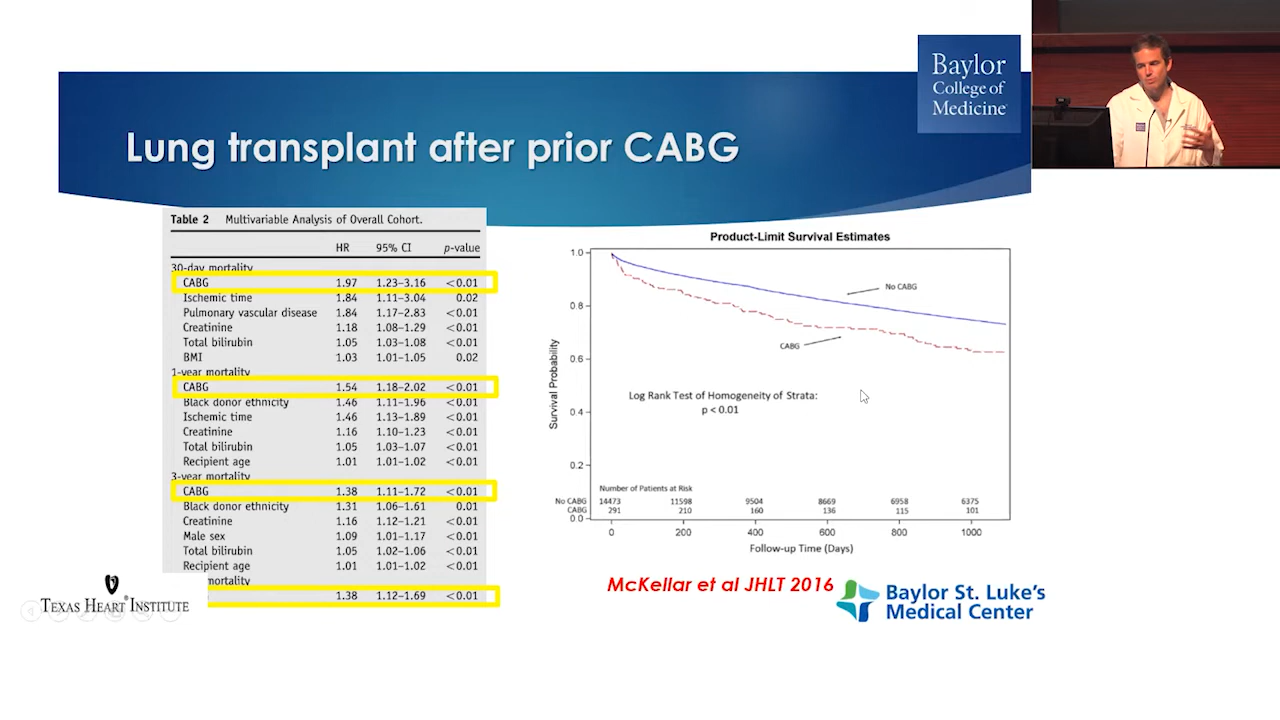 Baylor
College of
Medicine
Lung transplant after prior CABG
Table 2 Multivariable Analysis of Overall Cohort.
HR 95% CI p-value
30-day mortality
CABG 1.97 1.23–3.16 <0.01
Ischemic time 1.84 1.11–3.04 0.02
Pulmonary vascular disease 1.84 1.17–2.83 <0.01
Creatinine 1.18 1.08–1.29 <0.01
Total bilirubin 1.05 1.03–1.08 <0.01
BMI 1.03 1.01–1.05 0.02
1-year mortality
CABG 1.54 1.18–2.02 <0.01
Black donor ethnicity 1.46 1.11–1.96 <0.01
Ischemic time 1.46 1.13–1.89 <0.01
Creatinine 1.16 1.10–1.23 <0.01
Total bilirubin 1.05 1.03–1.07 <0.01
Recipient age 1.01 1.01–1.02 <0.01
3-year mortality
CABG 1.38 1.11–1.72 <0.01
Black donor ethnicity 1.31 1.06–1.61 0.01
Creatinine 1.16 1.12–1.21 <0.01
Male sex 1.09 1.01–1.17 <0.01
Total bilirubin 1.05 1.02–1.06 <0.01
Recipient age 1.01 1.01–1.02 <0.01
mortality
1.38 1.12–1.69 <0.01
Product-Limit Survival Estimates
Survival Probability
1.0
0.8
0.6
0.4
0.2
0.0
No CABG
CABG
Log Rank Test of Homogeneity of Strata:
p < 0.01
Number of Patients at Risk
No CABG 14473 11598 9504 8669 6958 6375
CABG 291 210 160 136 115 101
0 200 400 600 800 1000
Follow-up Time (Days)
McKellar et al JHLT 2016
TEXAS HEART INSTITUTE
Baylor St. Luke's
Medical Center